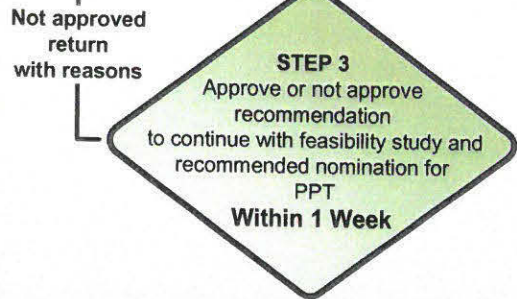 Not approved
return
with reasons
STEP 3
Approve or not approve
recommendation
to continue with feasibility study and
recommended nomination for
PPT
Within 1 Week